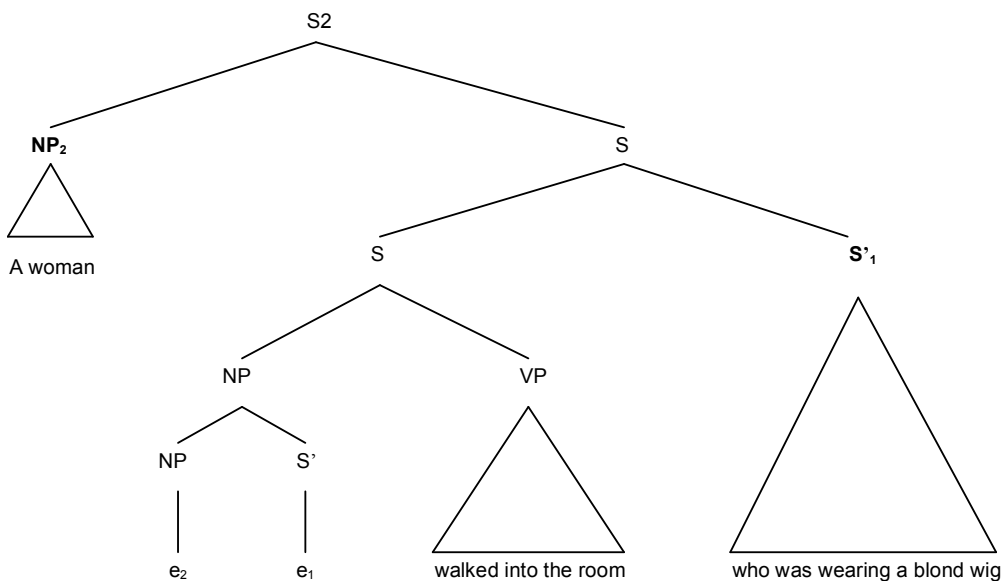 S2
NP₂ S
A woman
S S’₁
NP VP
NP S’
e₂ e₁ walked into the room who was wearing a blond wig